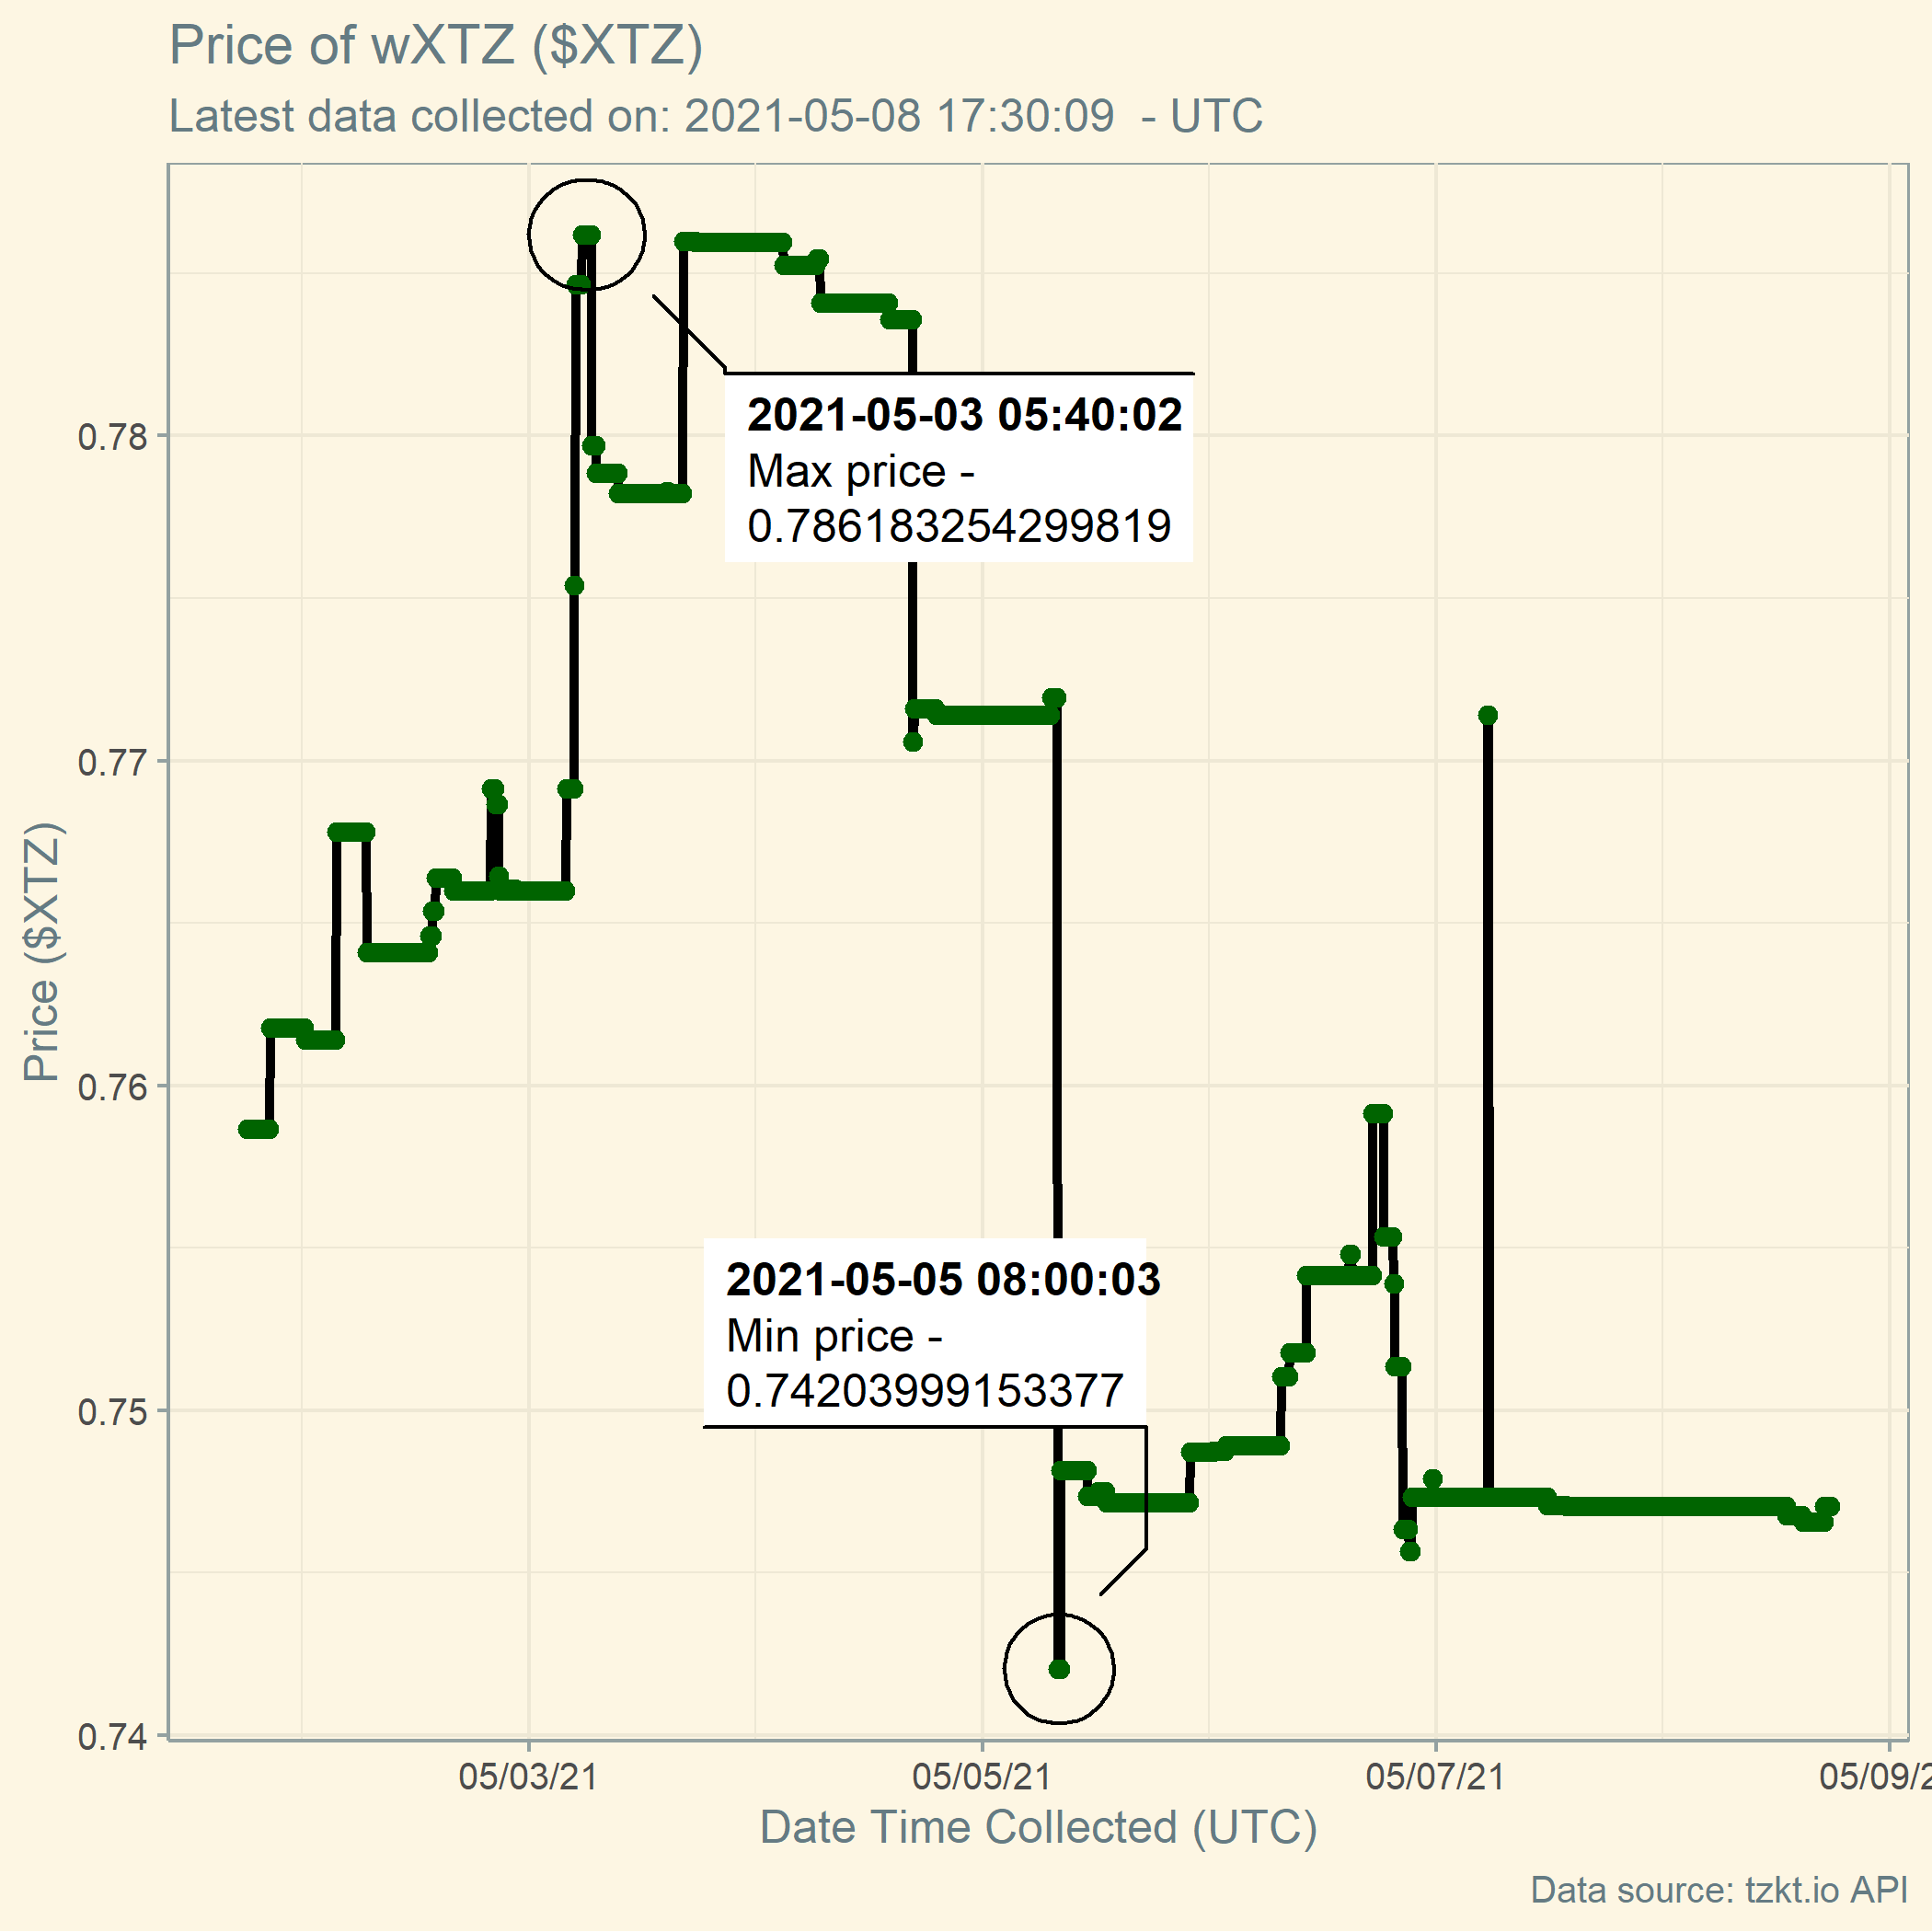 Price of wXTZ ($XTZ)
Latest data collected on: 2021-05-08 17:30:09  - UTC
2021-05-03 05:40:02
Max price -
0.786183254299819
0.78
0.77
Price ($XTZ)
0.76
2021-05-05 08:00:03
Min price -
0.74203999153377
0.75
0.74
05/03/21
05/05/21
05/07/21
05/09/2
Date Time Collected (UTC)
Data source: tzkt.io API